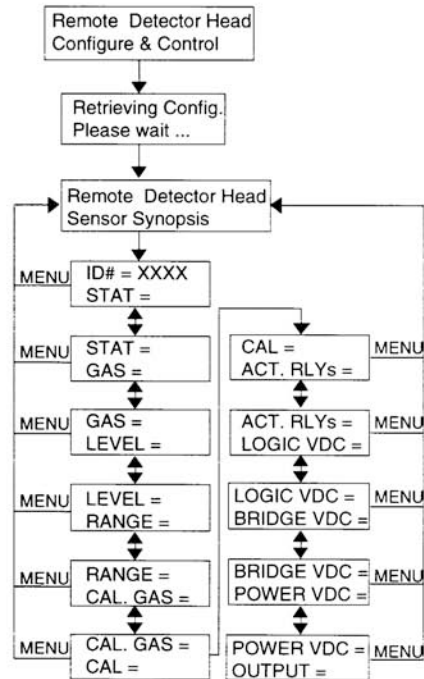 Remote Detector Head
Configure & Control
Retrieving Config.
Please wait ...
Remote Detector Head
Sensor Synopsis
MENU
ID# = XXXX
STAT =
MENU
STAT =
GAS =
MENU
GAS =
LEVEL =
MENU
LEVEL =
RANGE =
MENU
RANGE =
CAL. GAS =
MENU
CAL. GAS =
CAL =
CAL =
ACT. RLYs =
MENU
ACT. RLYs =
LOGIC VDC =
MENU
LOGIC VDC =
BRIDGE VDC =
MENU
BRIDGE VDC =
POWER VDC =
MENU
POWER VDC =
OUTPUT =
MENU